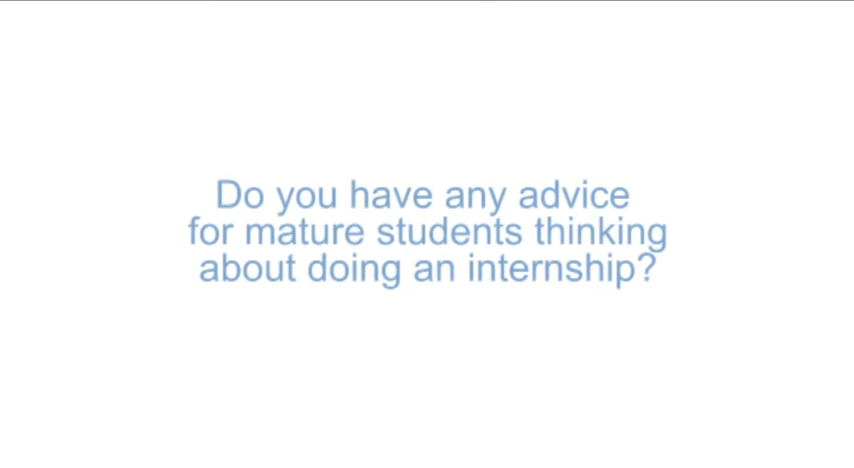 Do you have any advice
for mature students thinking
about doing an internship?